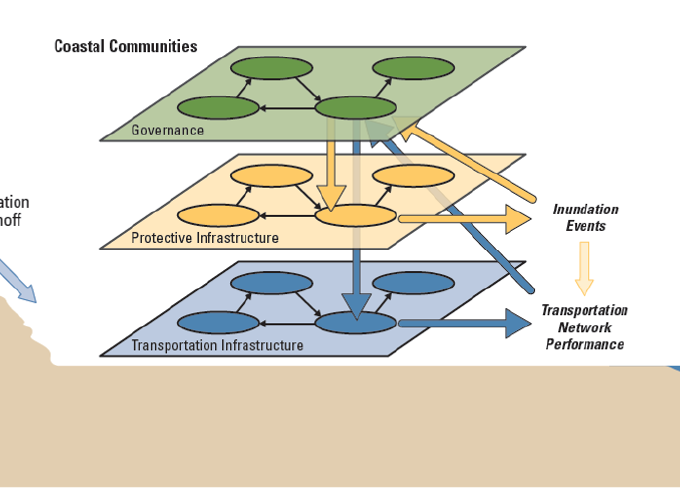 Coastal Communities
Governance
Protective Infrastructure
Inundation
Events
Transportation Infrastructure
Transportation
Network
Performance